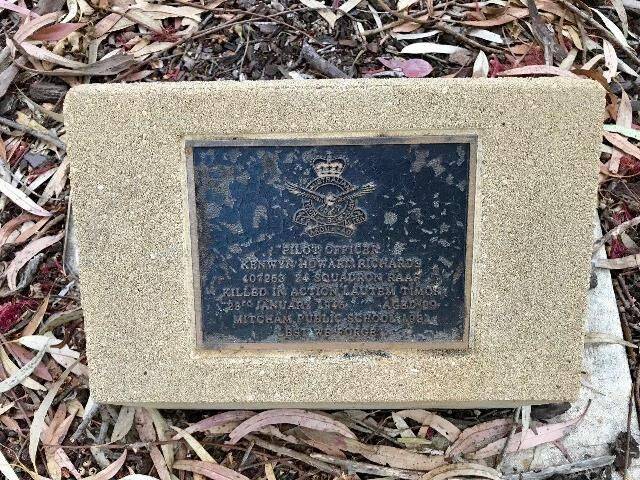 PILOT OFFICER
KENWYN HOWARD RICHARDS
SQUADRON RAAF
KILLED IN ACTION LAUTEM TIMOR
JANUARY AGED
MITCHAM PUBLIC SCHOOL
LEST WE FORGET